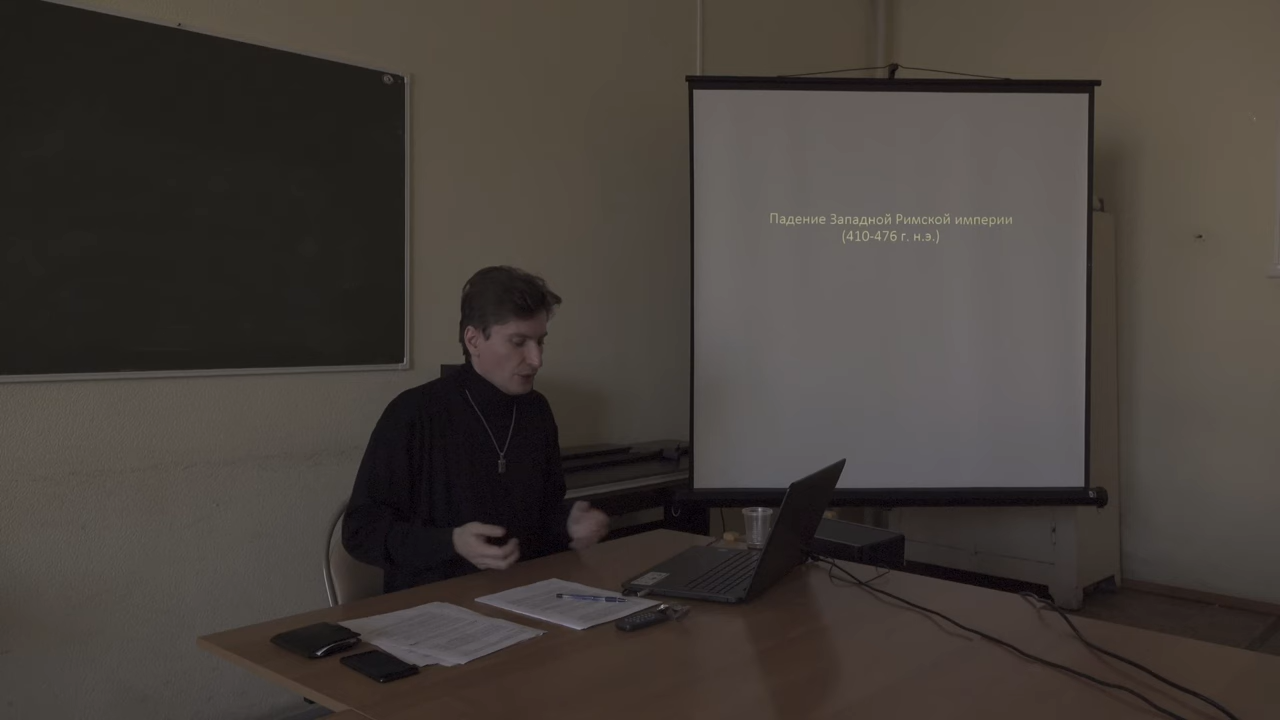 Падение Западной Римской империи
(410-476 г. н.э.)